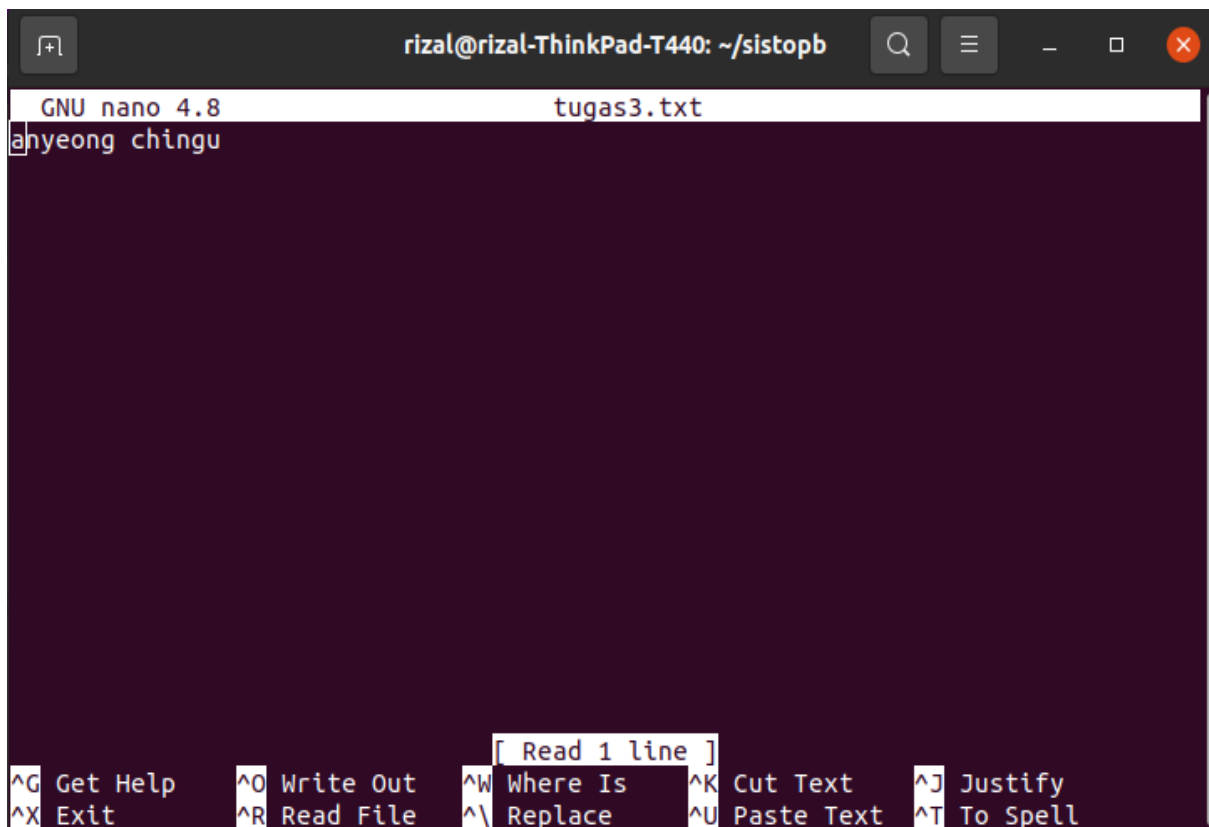 rizal@rizal-ThinkPad-T440: ~/sistopb
GNU nano 4.8 tugas3.txt
anyeong chingu
[ Read 1 line ]
^G Get Help ^O Write Out ^W Where Is ^K Cut Text ^J Justify
^X Exit ^R Read File ^\ Replace ^U Paste Text ^T To Spell